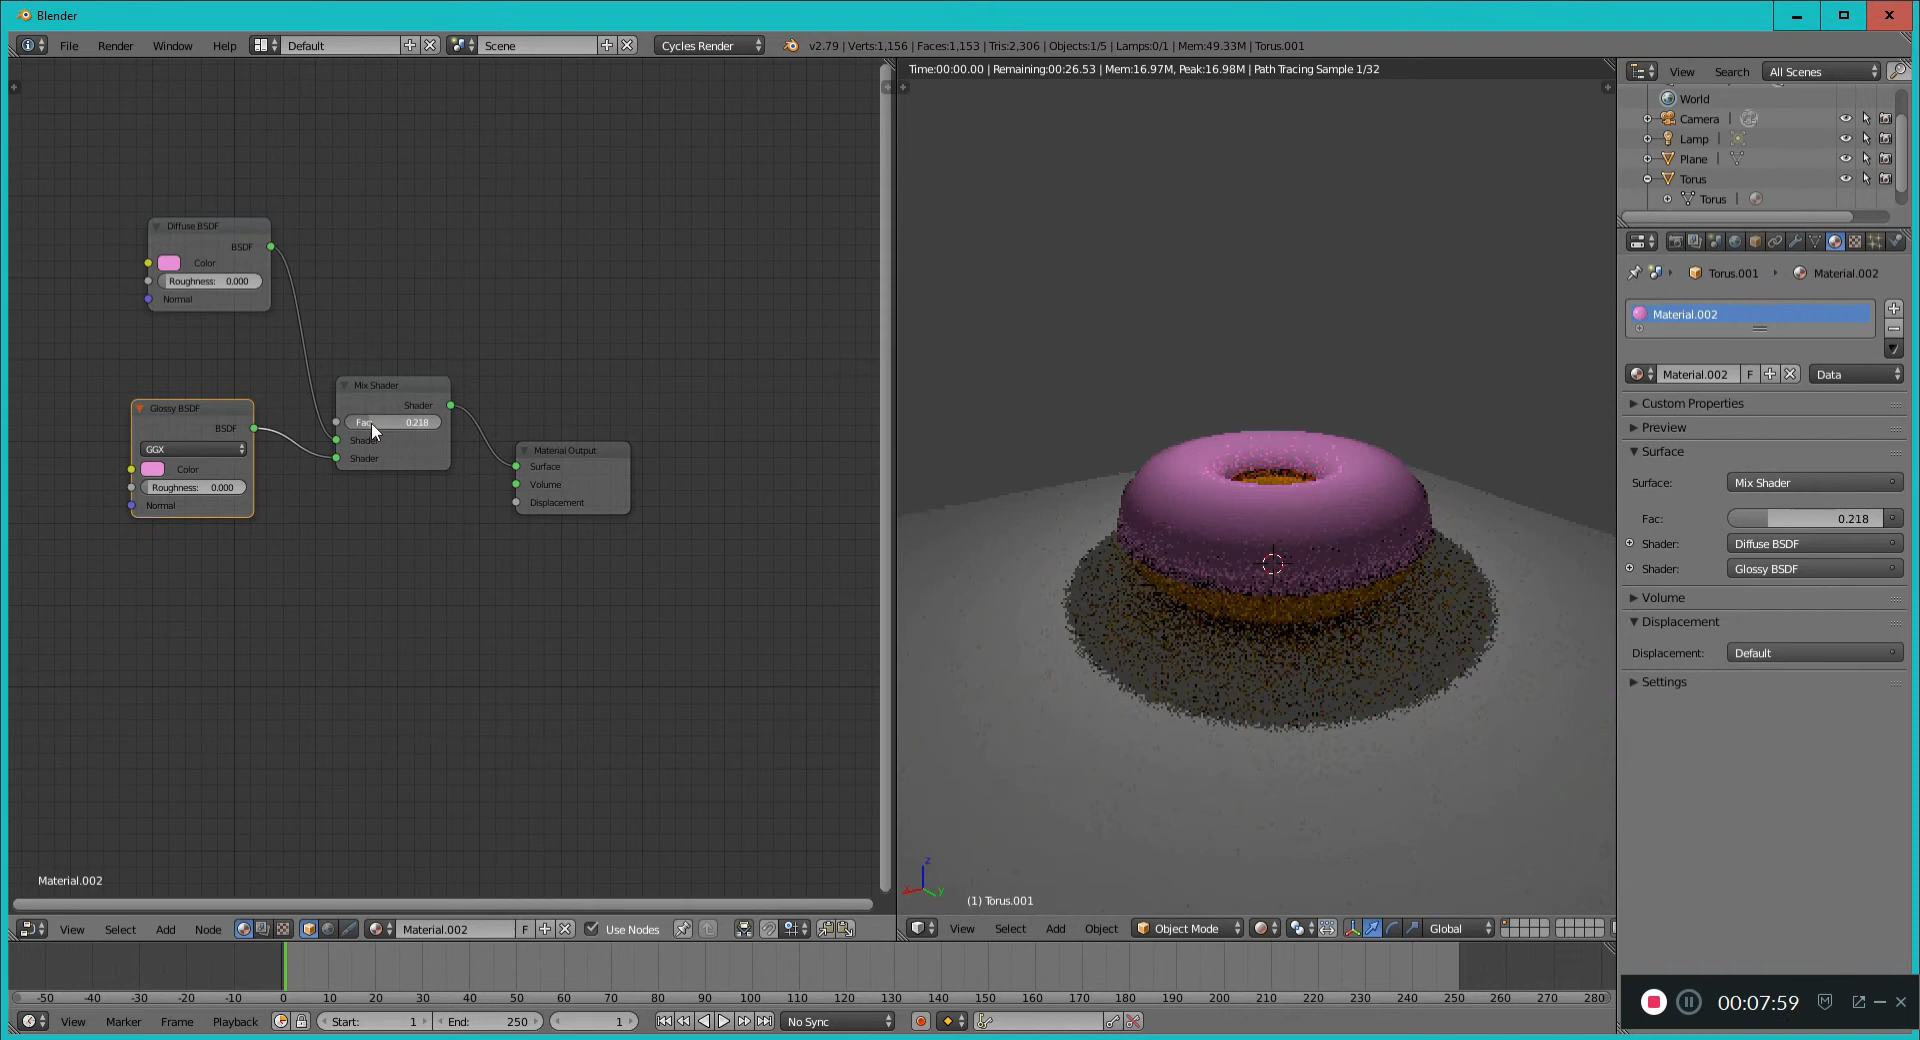 Blender
File Render Window Help Default Scene Cycles Render v2.79 | Verts:1,156 | Faces:1,153 | Tris:2,306 | Objects:1/5 | Lamps:0/1 | Mem:49.33M | Torus.001
Time:00:00.00 | Remaining:00:26.53 | Mem:16.97M, Peak:16.98M | Path Tracing Sample 1/32
View Search All Scenes
World
Camera
Lamp
Plane
Torus
Torus
Diffuse BSDF
BSDF
Color
Roughness: 0.000
Normal
Glossy BSDF
BSDF
GGX
Color
Roughness: 0.000
Normal
Mix Shader
Shader
Fac: 0.218
Shader
Shader
Material Output
Surface
Volume
Displacement
Material.002
z
x
y
(1) Torus.001
Torus.001 Material.002
Material.002
Material.002 F Data
Custom Properties
Preview
Surface
Surface: Mix Shader
Fac: 0.218
Shader: Diffuse BSDF
Shader: Glossy BSDF
Volume
Displacement
Displacement: Default
Settings
View Select Add Node Material.002 F Use Nodes
View Select Add Object Object Mode Global
-50 -40 -30 -20 -10 0 10 20 30 40 50 60 70 80 90 100 110 120 130 140 150 160 170 180 190 200 210 220 230 240 250 260 270 280
View Marker Frame Playback Start: 1 End: 250 1 No Sync
00:07:59